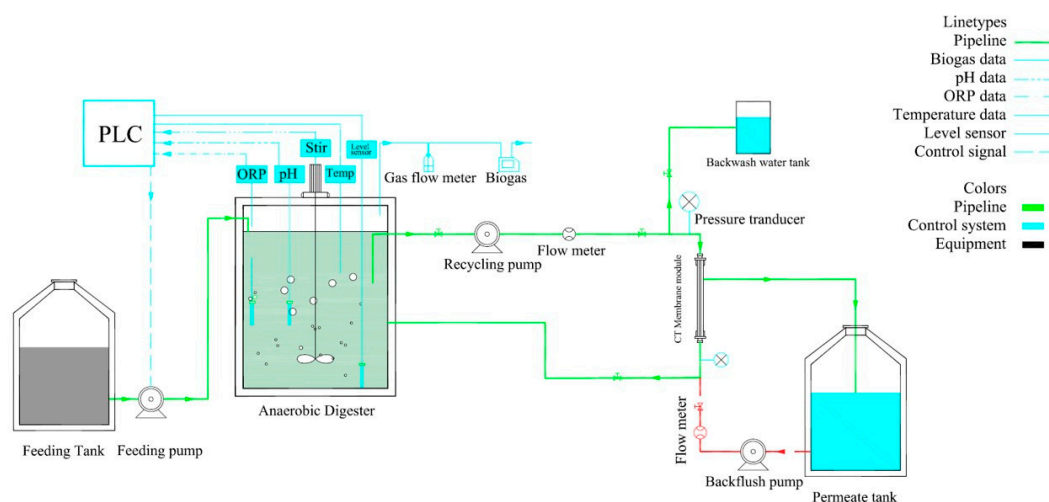 Linetypes
Pipeline
Biogas data
pH data
ORP data
Temperature data
Level sensor
Control signal
Colors
Pipeline
Control system
Equipment
PLC
Stir
Level
sensor
ORP
pH
Temp
Gas flow meter
Biogas
Backwash water tank
Pressure tranducer
Recycling pump
Flow meter
CT Membrane module
Anaerobic Digester
Feeding Tank
Feeding pump
Flow meter
Backflush pump
Permeate tank